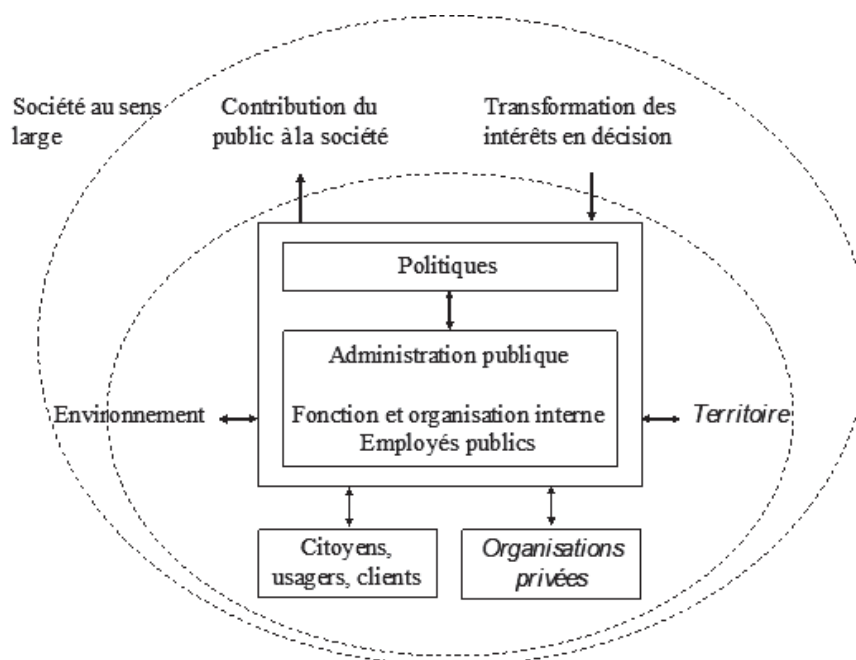 Société au sens
large
Contribution du
public à la société
Transformation des
intérêts en décision
Politiques
Administration publique
Fonction et organisation interne
Employés publics
Environnement
Territoire
Citoyens,
usagers, clients
Organisations
privées